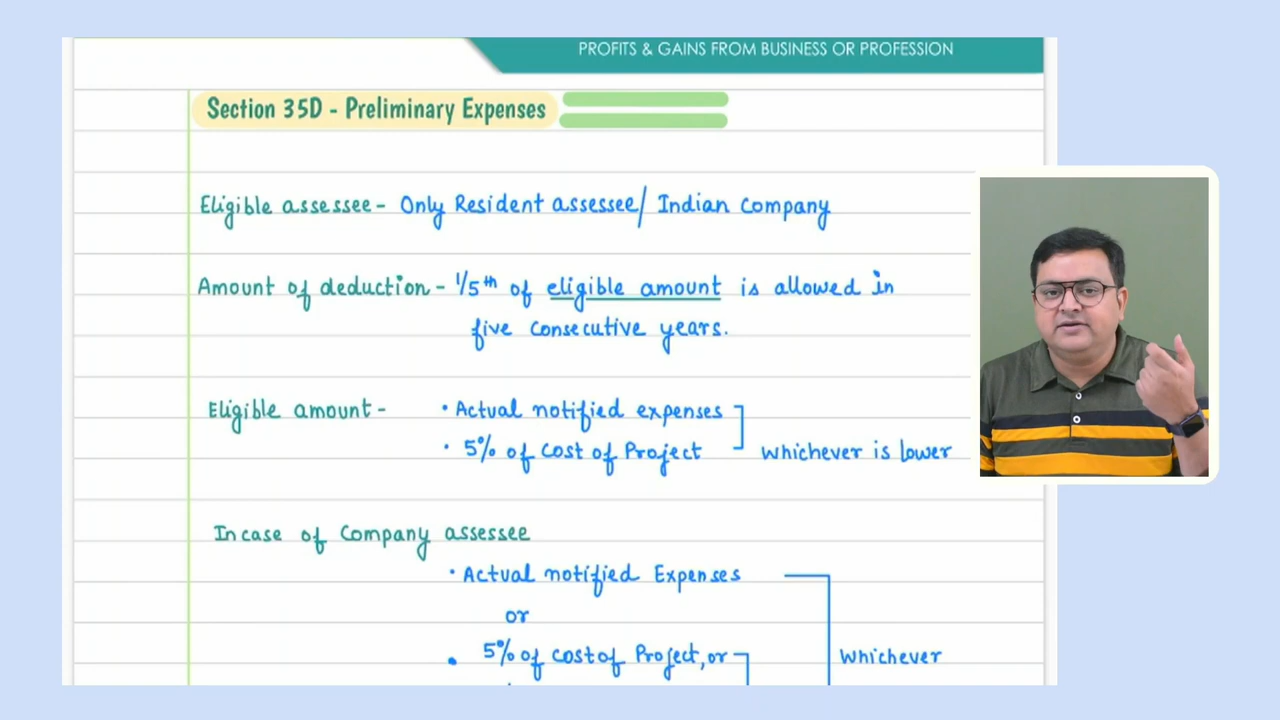 PROFITS & GAINS FROM BUSINESS OR PROFESSION
Section 35D - Preliminary Expenses
Eligible assessee - Only Resident assessee/ Indian Company
Amount of deduction - 1/5th of eligible amount is allowed in
five consecutive years.
Eligible amount - • Actual notified expenses
• 5% of Cost of Project whichever is lower
Incase of Company assessee
• Actual notified Expenses
or
• 5% of cost of Project, or whichever